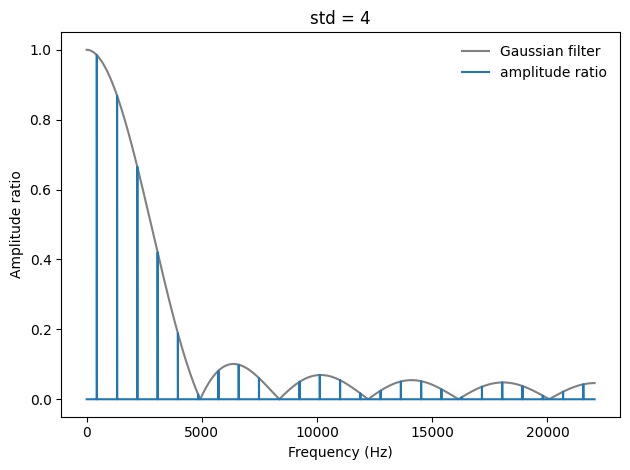 std = 4
Gaussian filter
amplitude ratio
Amplitude ratio
1.0
0.8
0.6
0.4
0.2
0.0
0 5000 10000 15000 20000
Frequency (Hz)